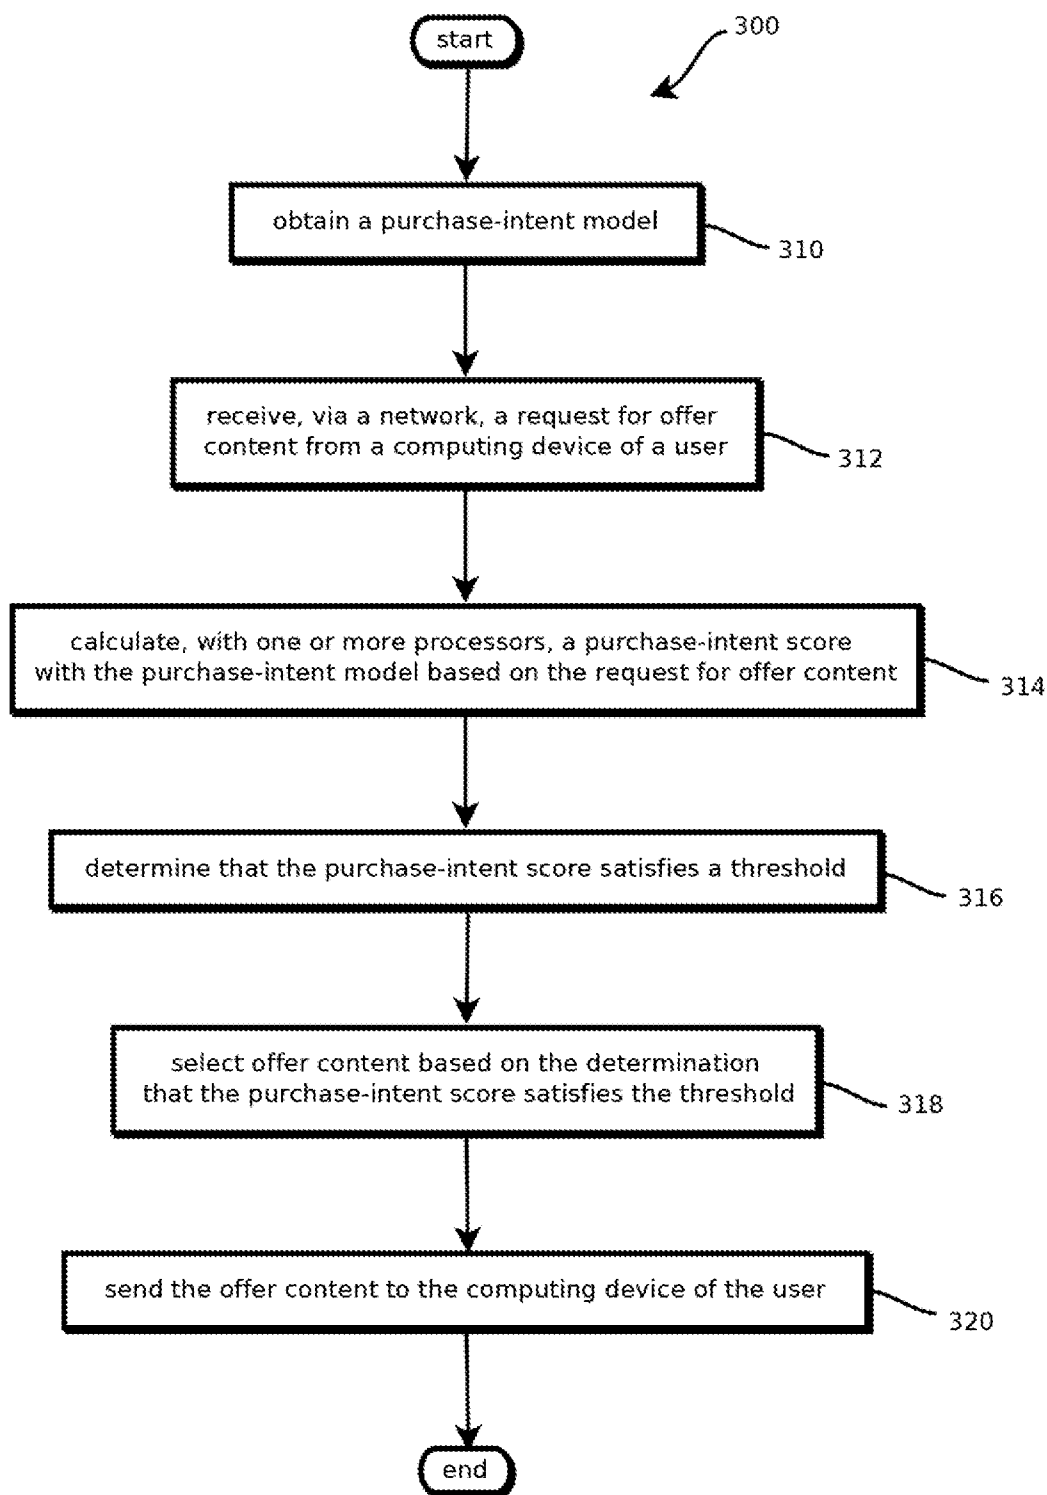 start
300
obtain a purchase-intent model
310
receive, via a network, a request for offer
content from a computing device of a user
312
calculate, with one or more processors, a purchase-intent score
with the purchase-intent model based on the request for offer content
314
determine that the purchase-intent score satisfies a threshold
316
select offer content based on the determination
that the purchase-intent score satisfies the threshold
318
send the offer content to the computing device of the user
320
end